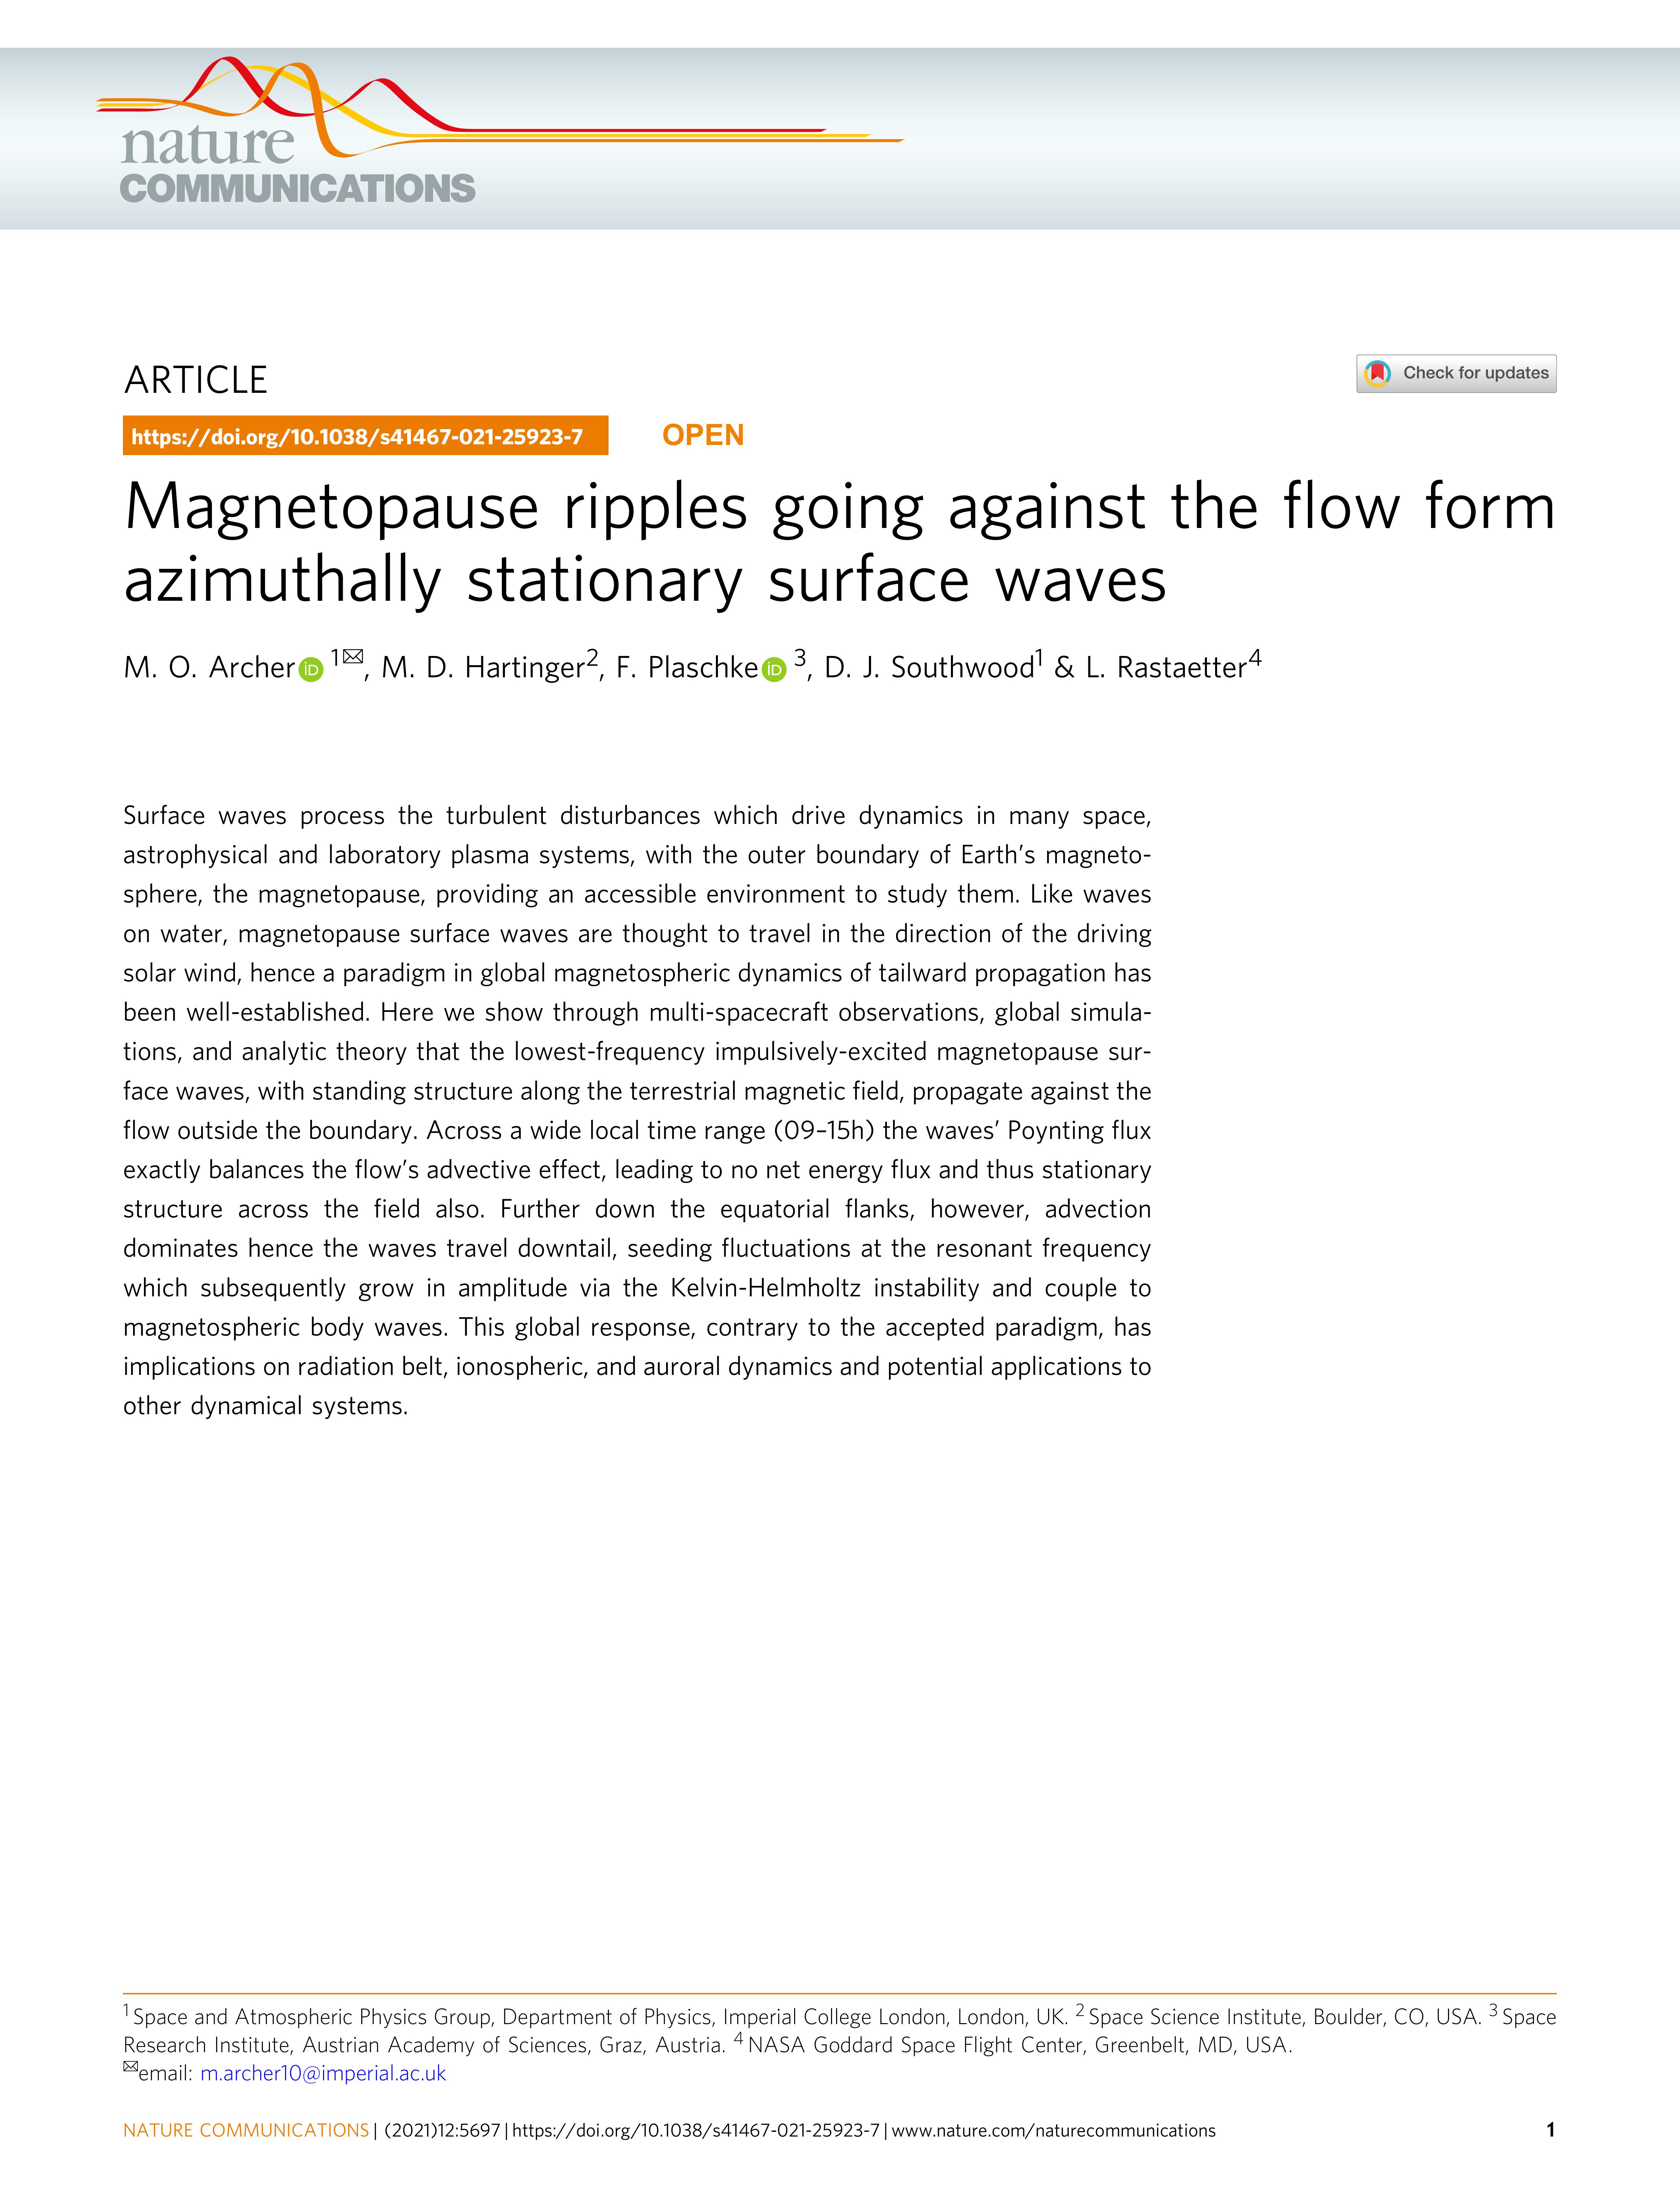 nature
COMMUNICATIONS
ARTICLE
Check for updates
https://doi.org/10.1038/s41467-021-25923-7
OPEN
Magnetopause ripples going against the flow form
azimuthally stationary surface waves
M. O. Archer iD 1✉, M. D. Hartinger2, F. Plaschke iD 3, D. J. Southwood1 & L. Rastaetter4
Surface waves process the turbulent disturbances which drive dynamics in many space,
astrophysical and laboratory plasma systems, with the outer boundary of Earth's magneto-
sphere, the magnetopause, providing an accessible environment to study them. Like waves
on water, magnetopause surface waves are thought to travel in the direction of the driving
solar wind, hence a paradigm in global magnetospheric dynamics of tailward propagation has
been well-established. Here we show through multi-spacecraft observations, global simula-
tions, and analytic theory that the lowest-frequency impulsively-excited magnetopause sur-
face waves, with standing structure along the terrestrial magnetic field, propagate against the
flow outside the boundary. Across a wide local time range (09–15h) the waves' Poynting flux
exactly balances the flow's advective effect, leading to no net energy flux and thus stationary
structure across the field also. Further down the equatorial flanks, however, advection
dominates hence the waves travel downtail, seeding fluctuations at the resonant frequency
which subsequently grow in amplitude via the Kelvin-Helmholtz instability and couple to
magnetospheric body waves. This global response, contrary to the accepted paradigm, has
implications on radiation belt, ionospheric, and auroral dynamics and potential applications to
other dynamical systems.
1 Space and Atmospheric Physics Group, Department of Physics, Imperial College London, London, UK. 2 Space Science Institute, Boulder, CO, USA. 3 Space
Research Institute, Austrian Academy of Sciences, Graz, Austria. 4 NASA Goddard Space Flight Center, Greenbelt, MD, USA.
✉email: m.archer10@imperial.ac.uk
NATURE COMMUNICATIONS | (2021)12:5697 | https://doi.org/10.1038/s41467-021-25923-7 | www.nature.com/naturecommunications 1